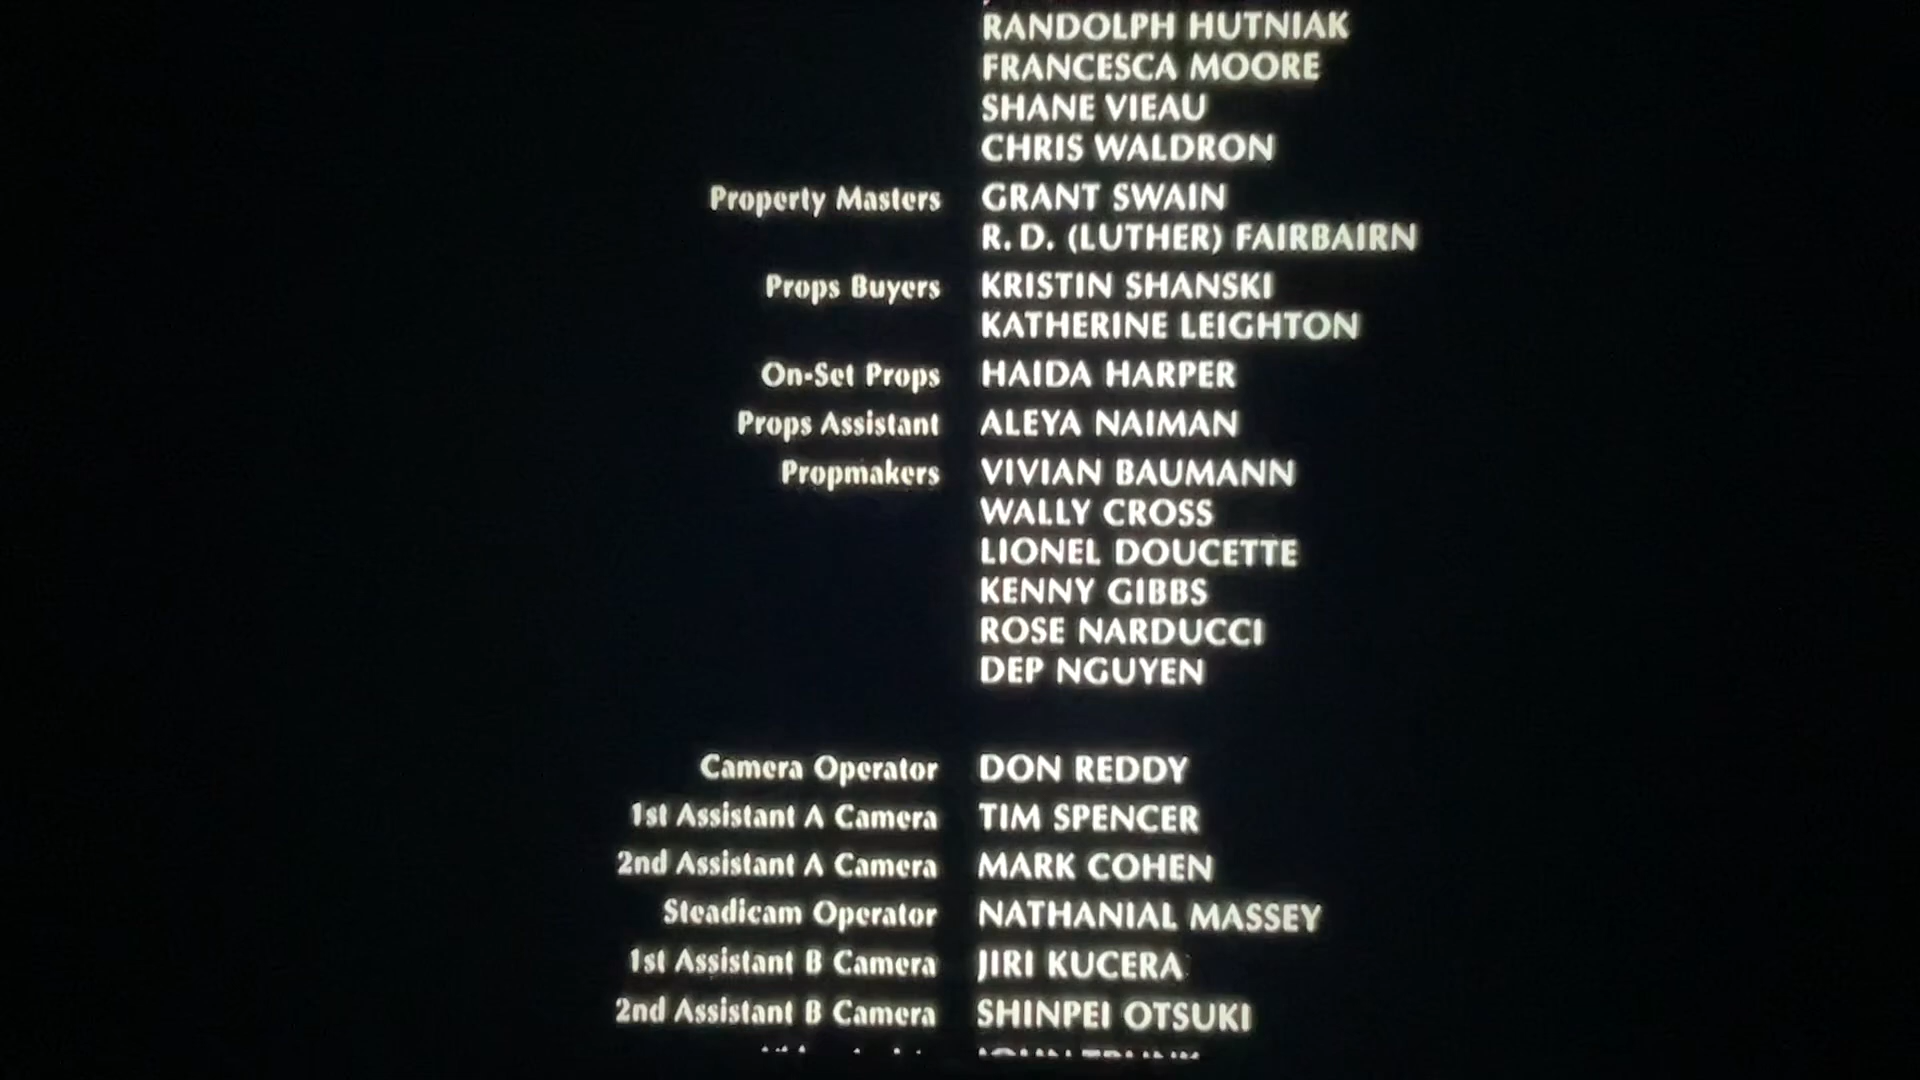 RANDOLPH HUTNIAK
FRANCESCA MOORE
SHANE VIEAU
CHRIS WALDRON
Property Masters GRANT SWAIN
R. D. (LUTHER) FAIRBAIRN
Props Buyers KRISTIN SHANSKI
KATHERINE LEIGHTON
On-Set Props HAIDA HARPER
Props Assistant ALEYA NAIMAN
Propmakers VIVIAN BAUMANN
WALLY CROSS
LIONEL DOUCETTE
KENNY GIBBS
ROSE NARDUCCI
DEP NGUYEN
Camera Operator DON REDDY
1st Assistant A Camera TIM SPENCER
2nd Assistant A Camera MARK COHEN
Steadicam Operator NATHANIAL MASSEY
1st Assistant B Camera JIRI KUCERA
2nd Assistant B Camera SHINPEI OTSUKI